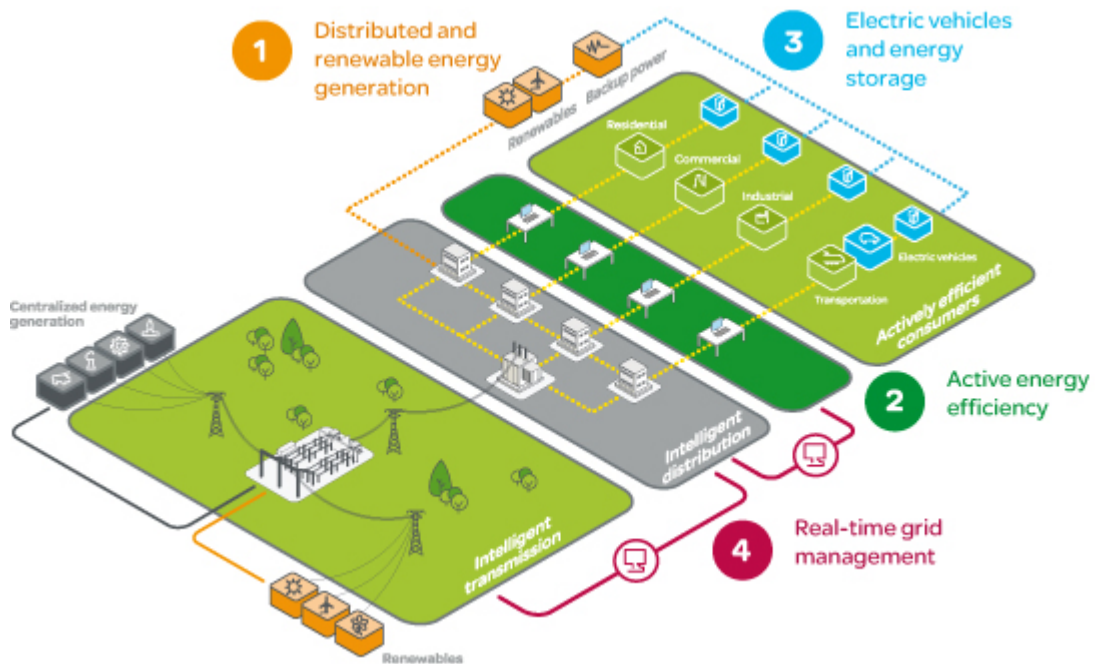 1
Distributed and
renewable energy
generation
3
Electric vehicles
and energy
storage
Backup power
Renewables
Residential
Commercial
Industrial
Electric vehicles
Transportation
Actively efficient
consumers
Centralized energy
generation
2
Active energy
efficiency
Intelligent
distribution
4
Real-time grid
management
Intelligent
transmission
Renewables